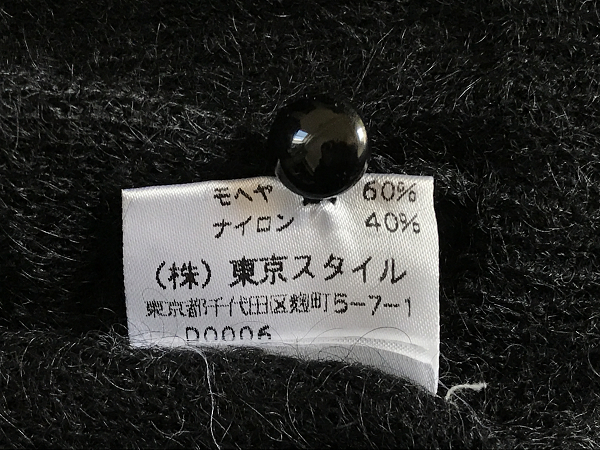 モヘヤ 60%
ナイロン 40%
(株)東京スタイル
東京都千代田区麹町5-7-1
D0006